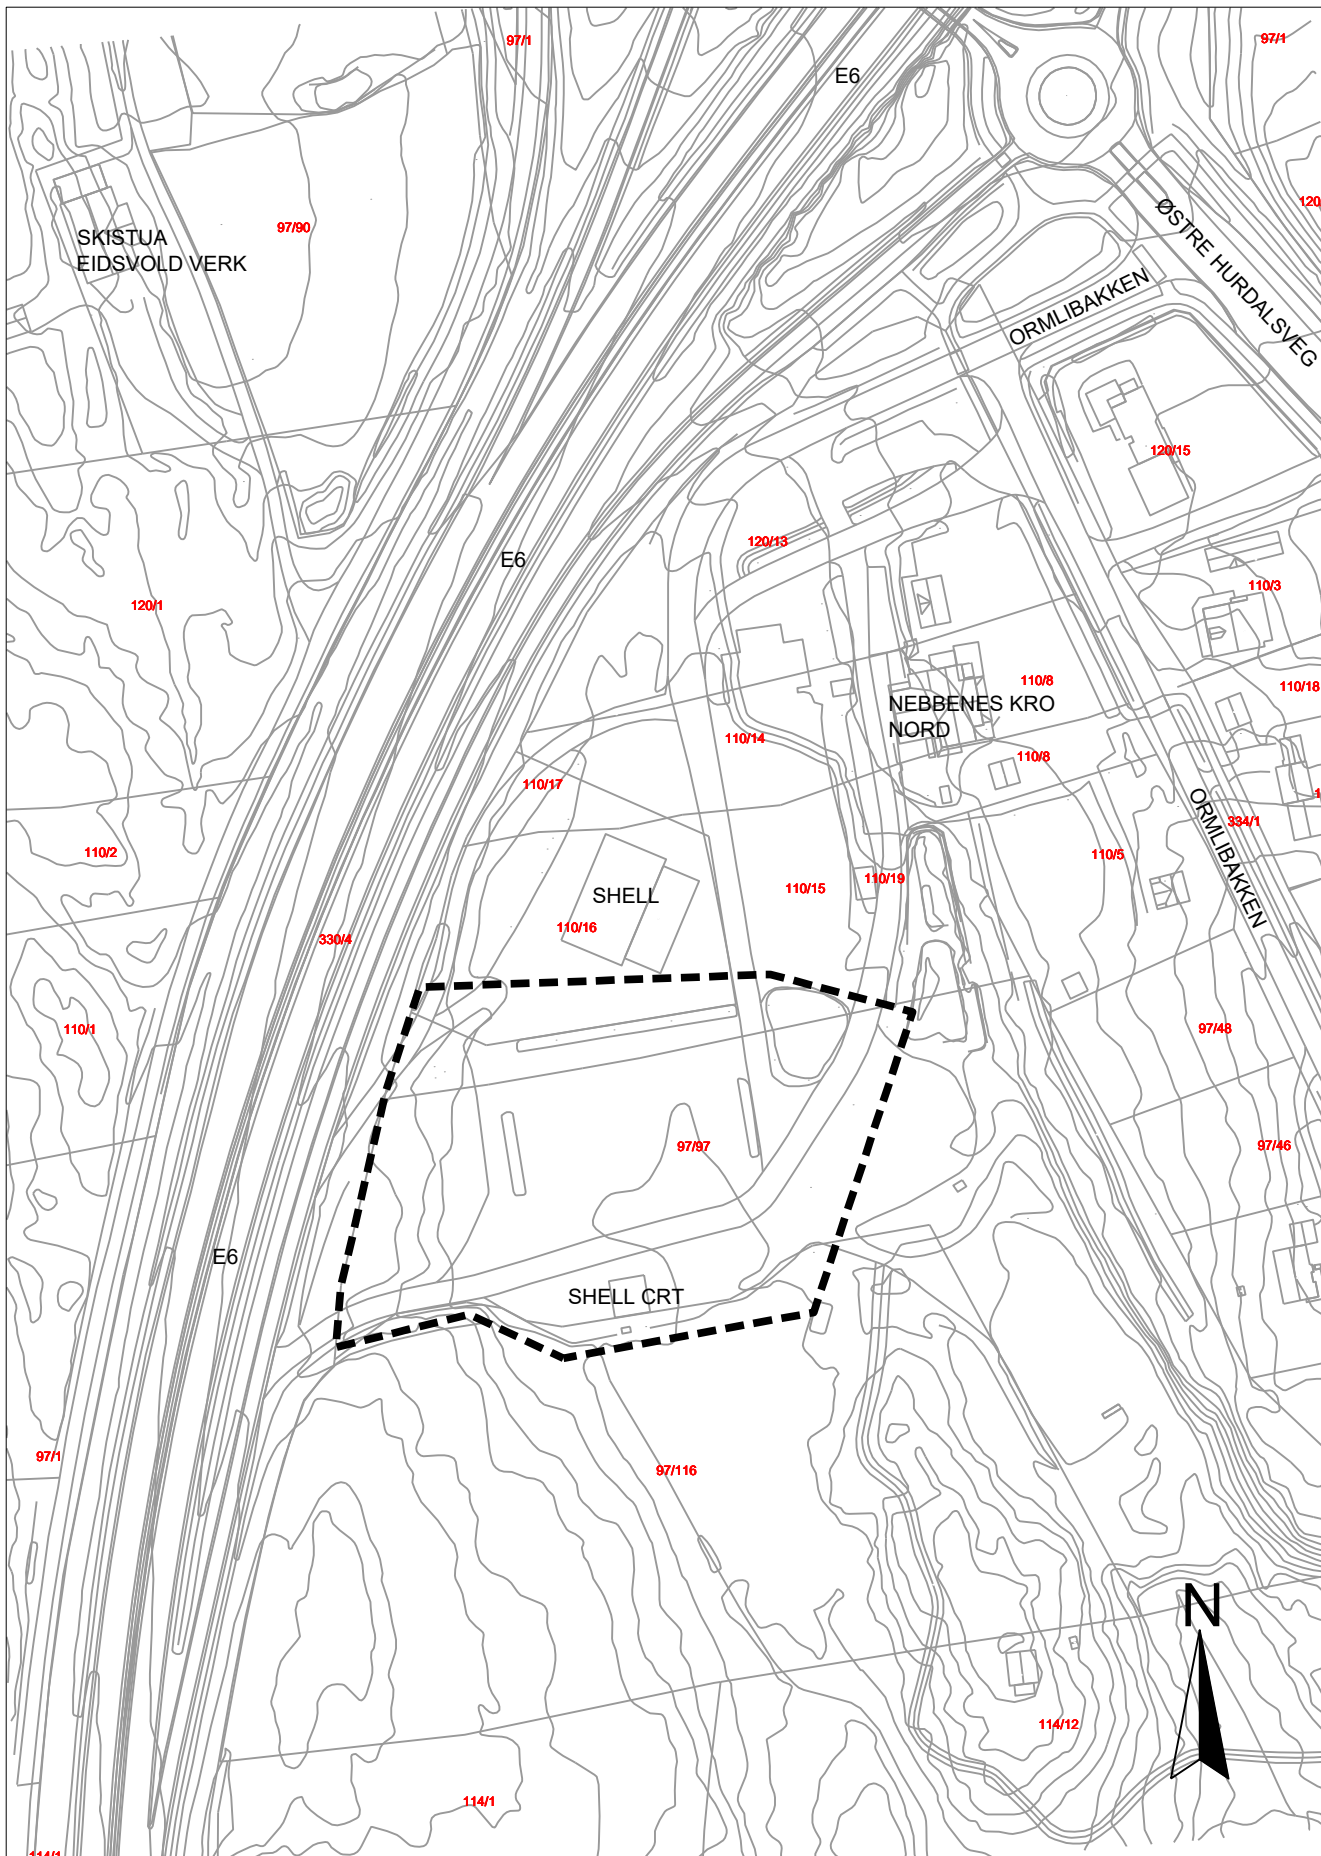 97/1
97/1
E6
120/
ØSTRE HURDALSVEG
97/90
SKISTUA
EIDSVOLD VERK
ORMLIBAKKEN
120/15
120/13
E6
110/3
120/1
110/8
110/18
NEBBENES KRO
NORD
110/14
110/8
110/17
ORMLIBAKKEN
334/1
110/2
110/5
110/19
110/15
SHELL
110/16
330/4
110/1
97/48
97/97
97/46
E6
SHELL CRT
97/1
97/116
N
114/12
114/1
114/1